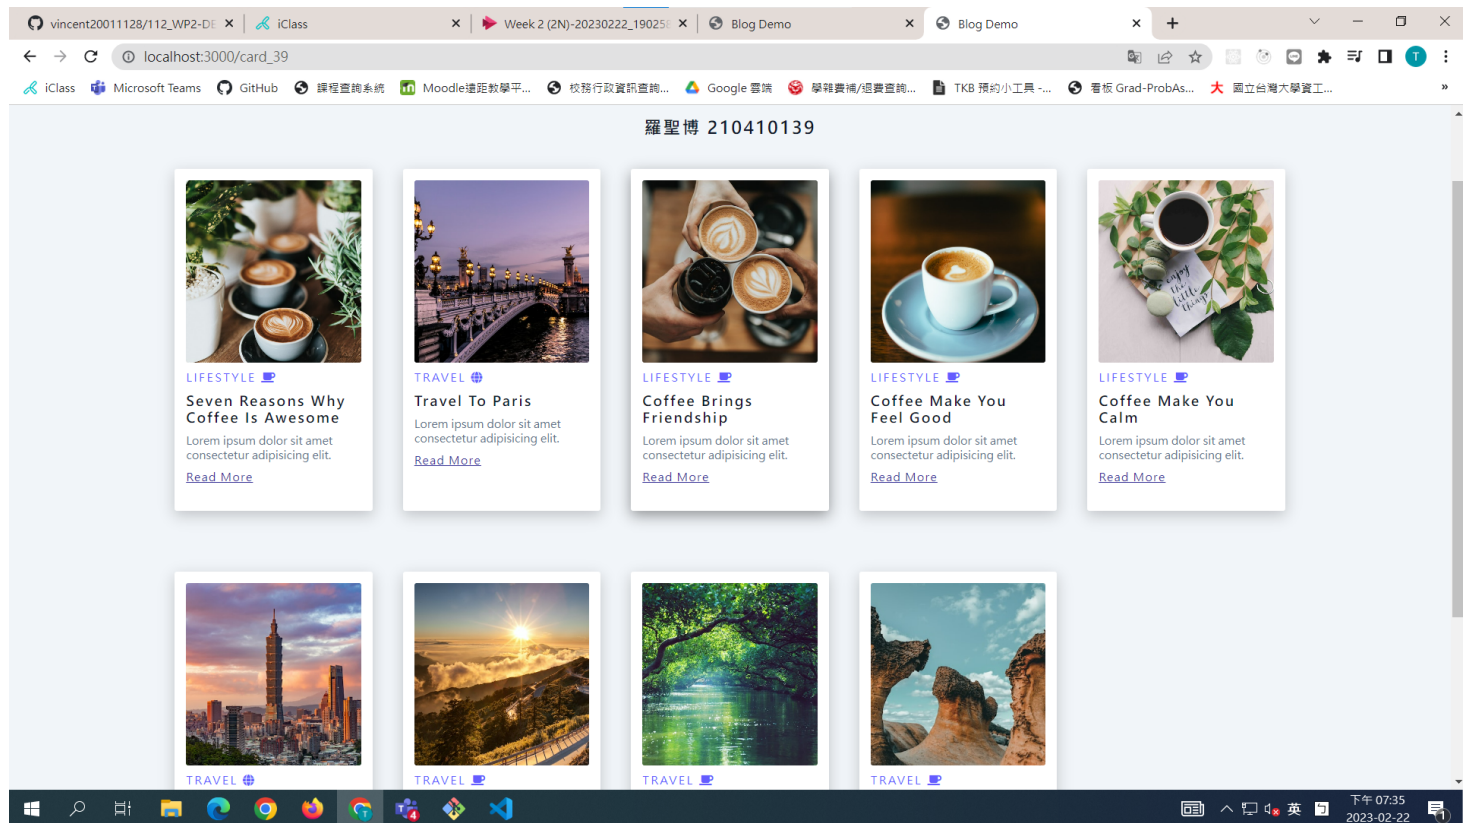 vincent20011128/112_WP2-DE
iClass
Week 2 (2N)-20230222_190258
Blog Demo
Blog Demo
localhost:3000/card_39
T
iClass
Microsoft Teams
GitHub
課程查詢系統
Moodle遠距教學平...
校務行政資訊查詢...
Google 雲端
學雜費補/退費查詢...
TKB 預約小工具 -...
看板 Grad-ProbAs...
國立台灣大學資工...
»
羅聖博 210410139
enjoy
the
little
things
LIFESTYLE
Seven Reasons Why
Coffee Is Awesome
Lorem ipsum dolor sit amet
consectetur adipisicing elit.
Read More
TRAVEL
Travel To Paris
Lorem ipsum dolor sit amet
consectetur adipisicing elit.
Read More
LIFESTYLE
Coffee Brings
Friendship
Lorem ipsum dolor sit amet
consectetur adipisicing elit.
Read More
LIFESTYLE
Coffee Make You
Feel Good
Lorem ipsum dolor sit amet
consectetur adipisicing elit.
Read More
LIFESTYLE
Coffee Make You
Calm
Lorem ipsum dolor sit amet
consectetur adipisicing elit.
Read More
TRAVEL
TRAVEL
TRAVEL
TRAVEL
4
英
ㄅ
下午 07:35
2023-02-22
1